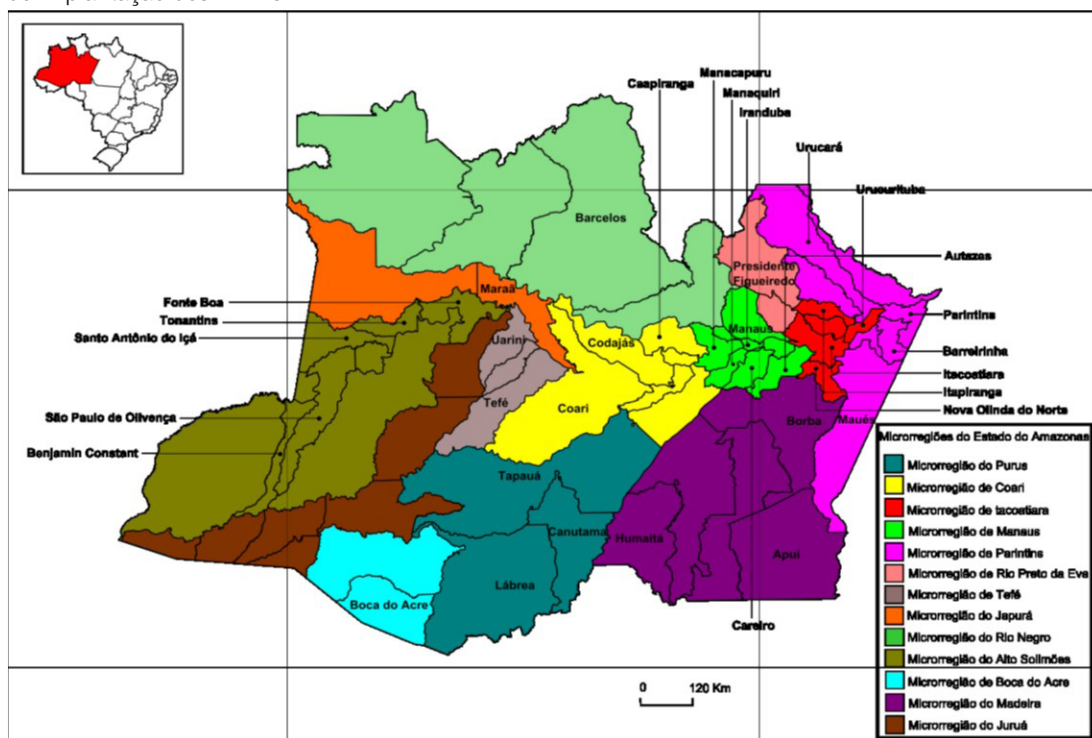 Caapiranga
Manacapuru
Manaquiri
Iranduba
Urucará
Urucurituba
Barcelos
Autazes
Presidente
Figueiredo
Maraã
Fonte Boa
Tonantins
Santo Antônio do Içá
Parintins
Uarini
Codajás
Manaus
Barreirinha
Itacoatiara
Itapiranga
Nova Olinda do Norte
Tefé
Coari
São Paulo de Olivença
Borba
Maués
Benjamin Constant
Tapauá
Canutama
Humaitá
Apuí
Lábrea
Boca do Acre
Careiro
0 120 Km
Microrregiões do Estado do Amazonas
Microrregião do Purus
Microrregião de Coari
Microrregião de Itacoatiara
Microrregião de Manaus
Microrregião de Parintins
Microrregião de Rio Preto da Eva
Microrregião de Tefé
Microrregião do Japurá
Microrregião do Rio Negro
Microrregião do Alto Solimões
Microrregião de Boca do Acre
Microrregião do Madeira
Microrregião do Juruá